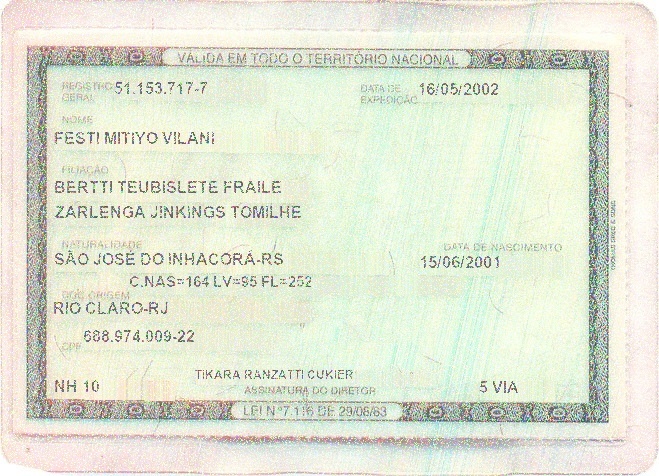 VÁLIDA EM TODO O TERRITÓRIO NACIONAL
REGISTRO GERAL 51.153.717-7 DATA DE EXPEDIÇÃO 16/05/2002
NOME
FESTI MITIYO VILANI
FILIAÇÃO
BERTTI TEUBISLETE FRAILE
ZARLENGA JINKINGS TOMILHE
NATURALIDADE DATA DE NASCIMENTO
SÃO JOSÉ DO INHACORÁ-RS 15/06/2001
C.NAS=164 LV=95 FL=252
DOC ORIGEM
RIO CLARO-RJ
688.974.009-22
CPF
TIKARA RANZATTI CUKIER
NH 10 ASSINATURA DO DIRETOR 5 VIA
LEI Nº 7.116 DE 29/08/83